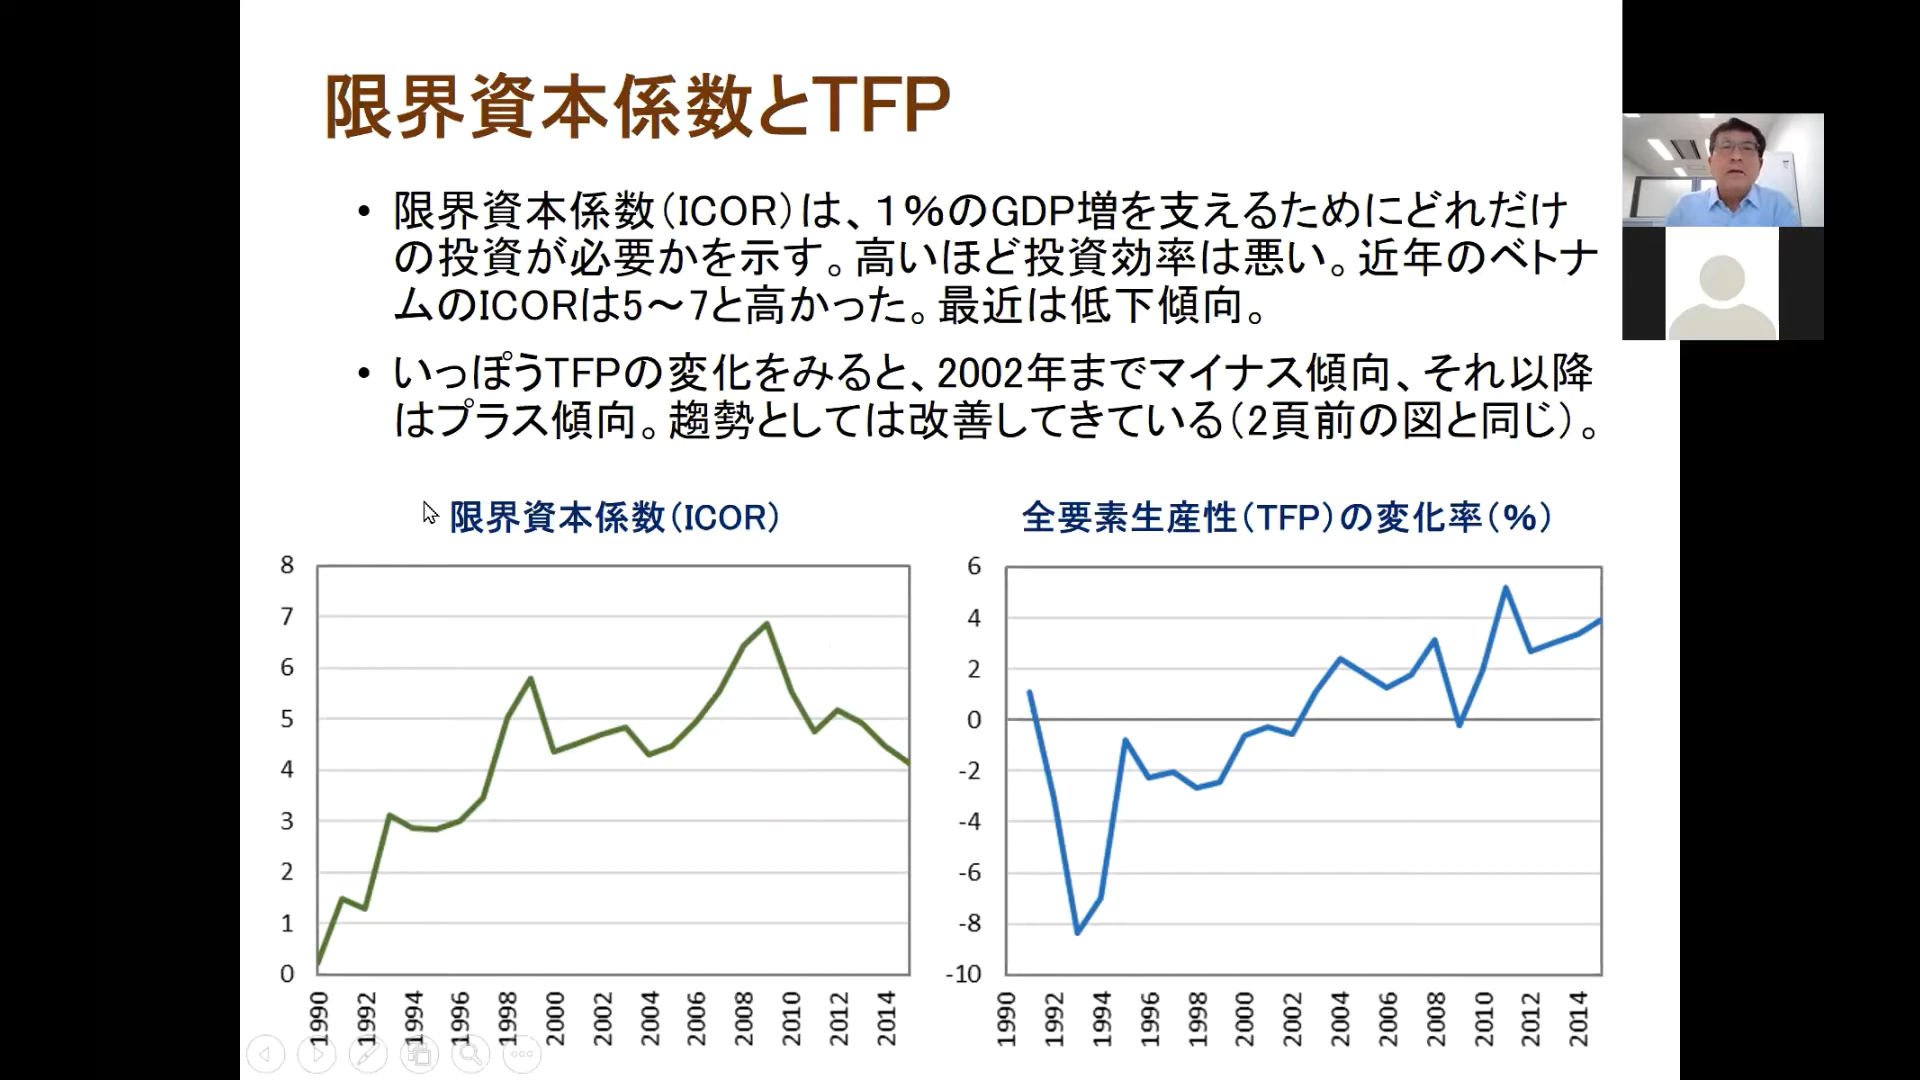 限界資本係数とTFP
• 限界資本係数（ICOR）は、１％のGDP増を支えるためにどれだけ
の投資が必要かを示す。高いほど投資効率は悪い。近年のベトナ
ムのICORは5～7と高かった。最近は低下傾向。
• いっぽうTFPの変化をみると、2002年までマイナス傾向、それ以降
はプラス傾向。趨勢としては改善してきている（2頁前の図と同じ）。
限界資本係数（ICOR）
8
7
6
5
4
3
2
1
0
1990 1992 1994 1996 1998 2000 2002 2004 2006 2008 2010 2012 2014
全要素生産性（TFP）の変化率（％）
6
4
2
0
-2
-4
-6
-8
-10
1990 1992 1994 1996 1998 2000 2002 2004 2006 2008 2010 2012 2014